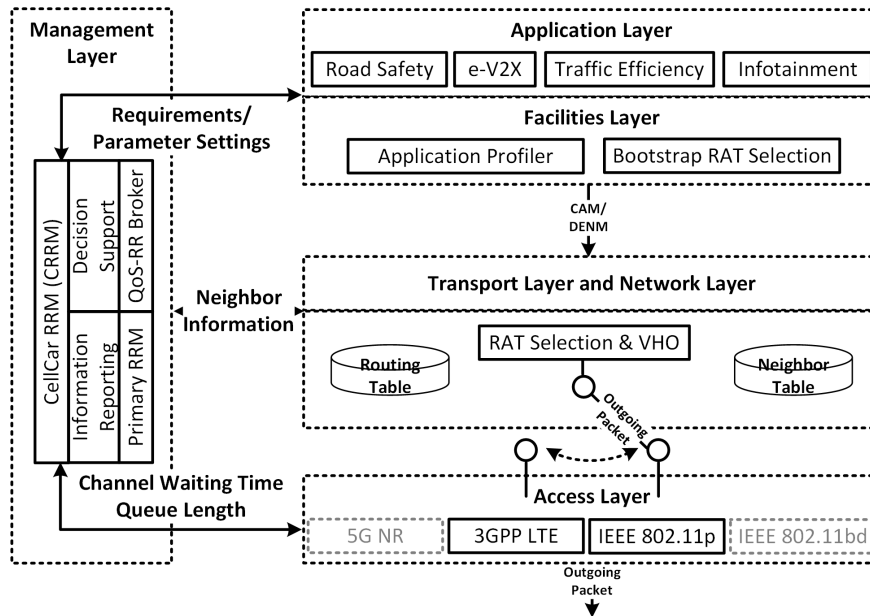 Management
Layer
Application Layer
Road Safety
e-V2X
Traffic Efficiency
Infotainment
Requirements/
Parameter Settings
Facilities Layer
Application Profiler
Bootstrap RAT Selection
CAM/
DENM
CellCar RRM (CRRM)
Decision
Support
QoS-RR Broker
Information
Reporting
Primary RRM
Neighbor
Information
Transport Layer and Network Layer
RAT Selection & VHO
Routing
Table
Neighbor
Table
Outgoing
Packet
Channel Waiting Time
Queue Length
Access Layer
5G NR
3GPP LTE
IEEE 802.11p
IEEE 802.11bd
Outgoing
Packet